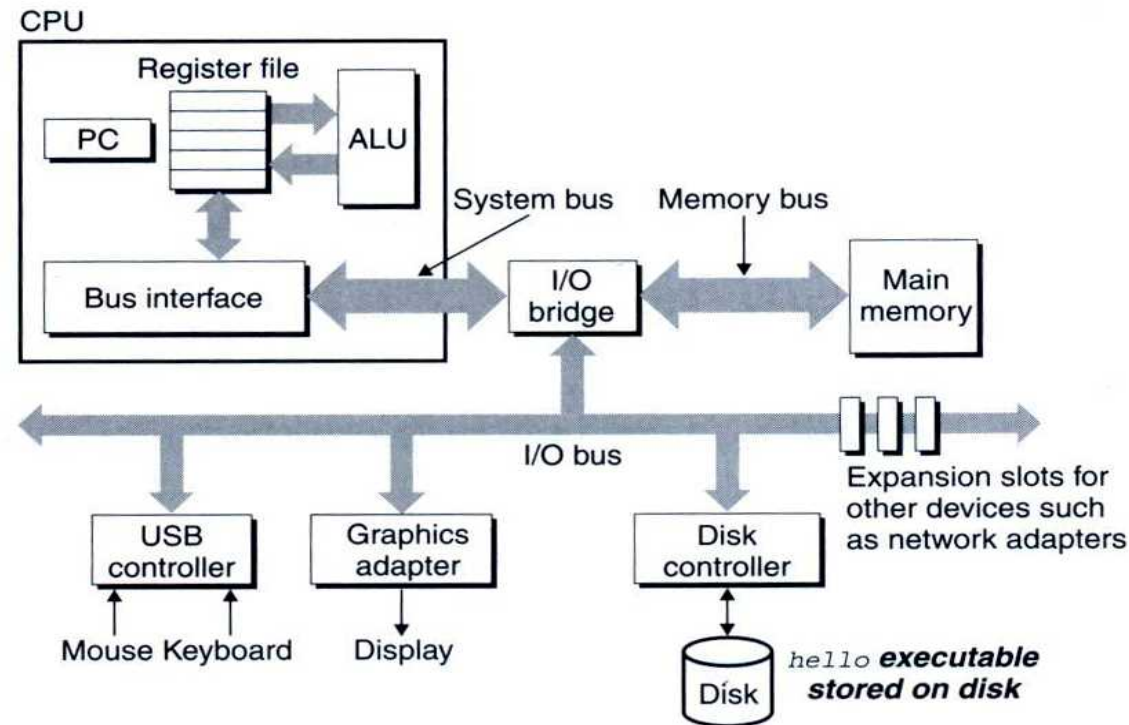 CPU
Register file
PC
ALU
System bus
Memory bus
Bus interface
I/O
bridge
Main
memory
I/O bus
Expansion slots for
other devices such
as network adapters
USB
controller
Graphics
adapter
Disk
controller
Mouse Keyboard
Display
Disk
hello executable
stored on disk